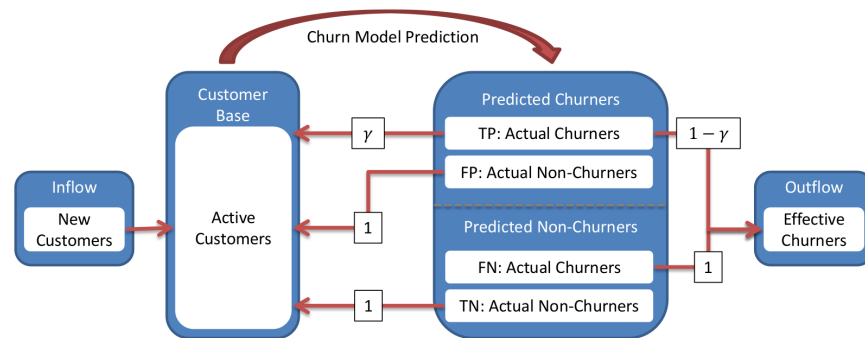 Churn Model Prediction
Customer
Base
Predicted Churners
γ
TP: Actual Churners
1 − γ
FP: Actual Non-Churners
Inflow
New
Customers
Active
Customers
1
Predicted Non-Churners
Outflow
Effective
Churners
FN: Actual Churners
1
1
TN: Actual Non-Churners